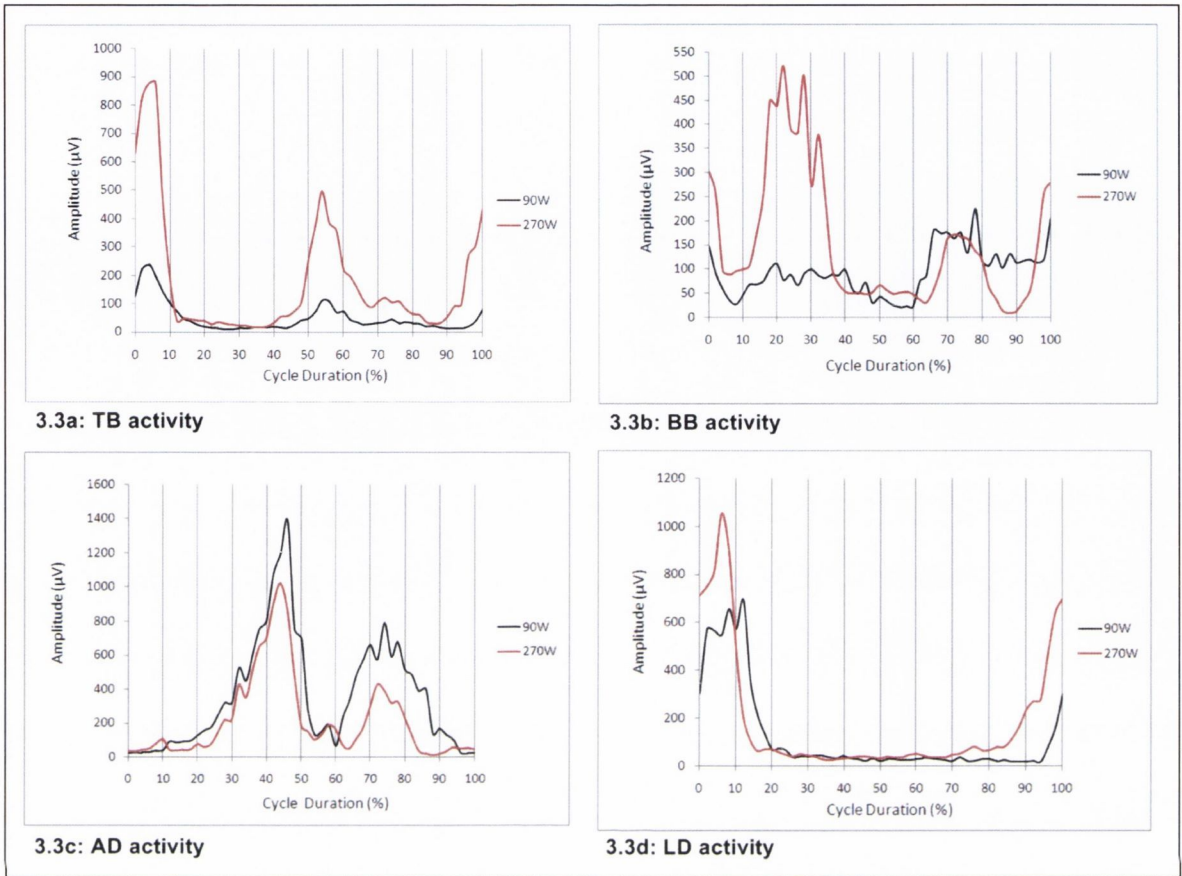 1000
900
800
700
600
500
400
300
200
100
0
Amplitude (µV)
0 10 20 30 40 50 60 70 80 90 100
Cycle Duration (%)
90W
270W
3.3a: TB activity
550
500
450
400
350
300
250
200
150
100
50
0
Amplitude (µV)
0 10 20 30 40 50 60 70 80 90 100
Cycle Duration (%)
90W
270W
3.3b: BB activity
1600
1400
1200
1000
800
600
400
200
0
Amplitude (µV)
0 10 20 30 40 50 60 70 80 90 100
Cycle Duration (%)
90W
270W
3.3c: AD activity
1200
1000
800
600
400
200
0
Amplitude (µV)
0 10 20 30 40 50 60 70 80 90 100
Cycle Duration (%)
90W
270W
3.3d: LD activity